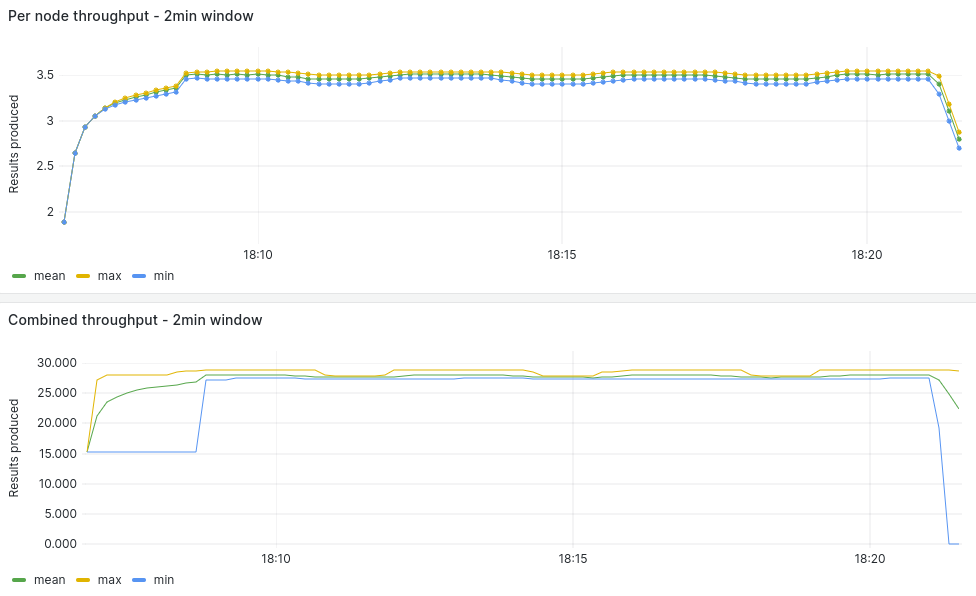 Per node throughput - 2min window
3.5
3
2.5
2
Results produced
18:10 18:15 18:20
mean max min
Combined throughput - 2min window
30.000
25.000
20.000
15.000
10.000
5.000
0.000
Results produced
18:10 18:15 18:20
mean max min